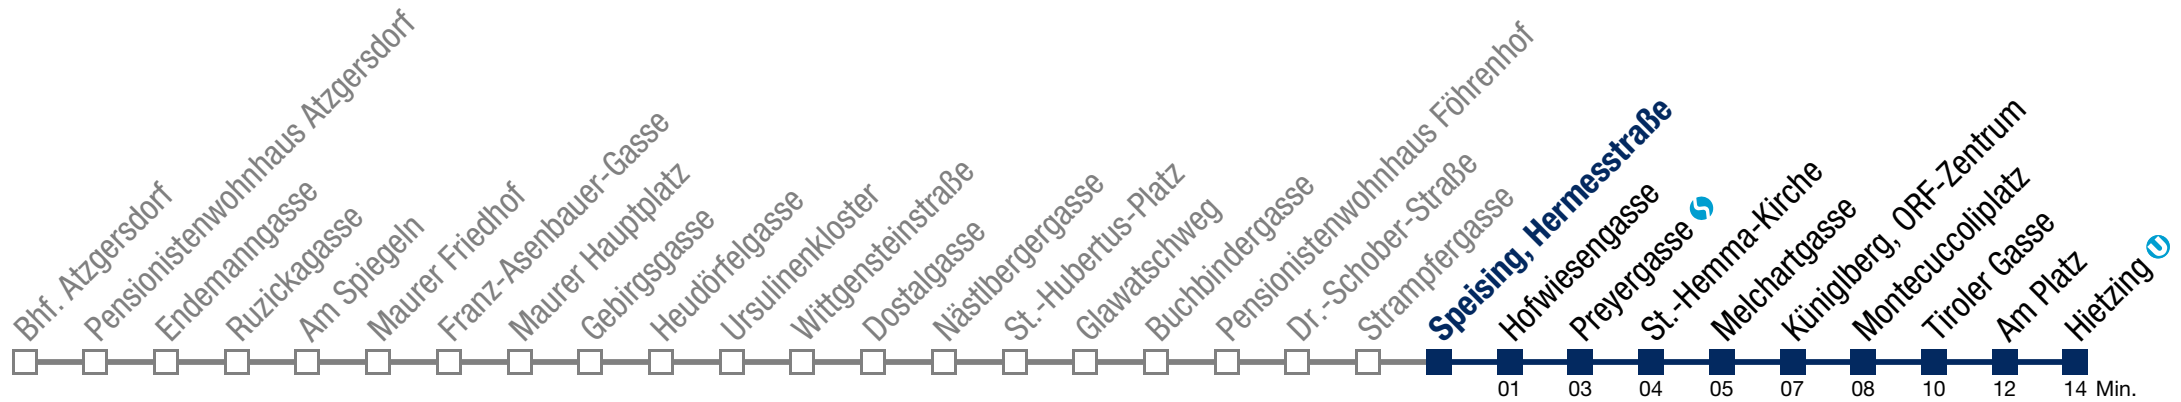 Bhf. Atzgersdorf
Pensionistenwohnhaus Atzgersdorf
Endemanngasse
Ruzickagasse
Am Spiegeln
Maurer Friedhof
Franz-Asenbauer-Gasse
Maurer Hauptplatz
Gebirgsgasse
Heudörfelgasse
Ursulinenkloster
Wittgensteinstraße
Dostalgasse
Nästlbergergasse
St.-Hubertus-Platz
Glawatschweg
Buchbindergasse
Pensionistenwohnhaus Föhrenhof
Dr.-Schober-Straße
Strampfergasse
Speising, Hermesstraße
Hofwiesengasse
Preyergasse S
St.-Hemma-Kirche
Melchartgasse
Küniglberg, ORF-Zentrum
Montecuccoliplatz
Tiroler Gasse
Am Platz
Hietzing U
01 03 04 05 07 08 10 12 14 Min.